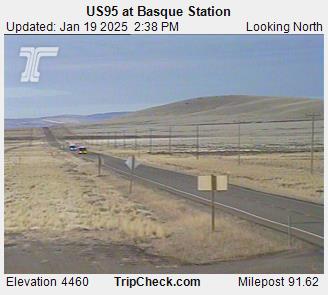 US95 at Basque Station
Updated: Jan 19 2025 2:38 PM Looking North
Elevation 4460 TripCheck.com Milepost 91.62